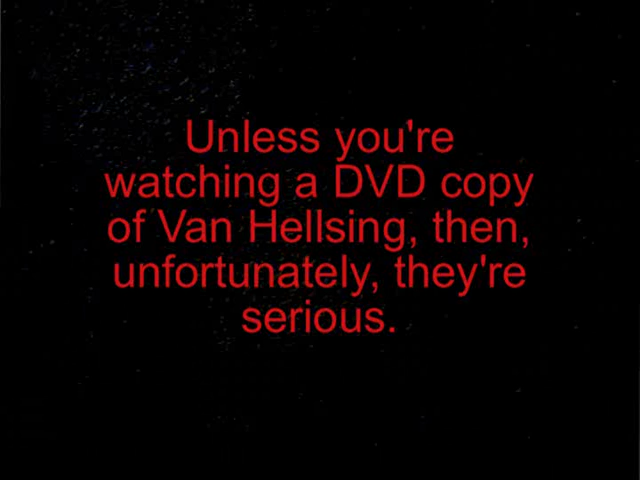 Unless you're
watching a DVD copy
of Van Hellsing, then,
unfortunately, they're
serious.